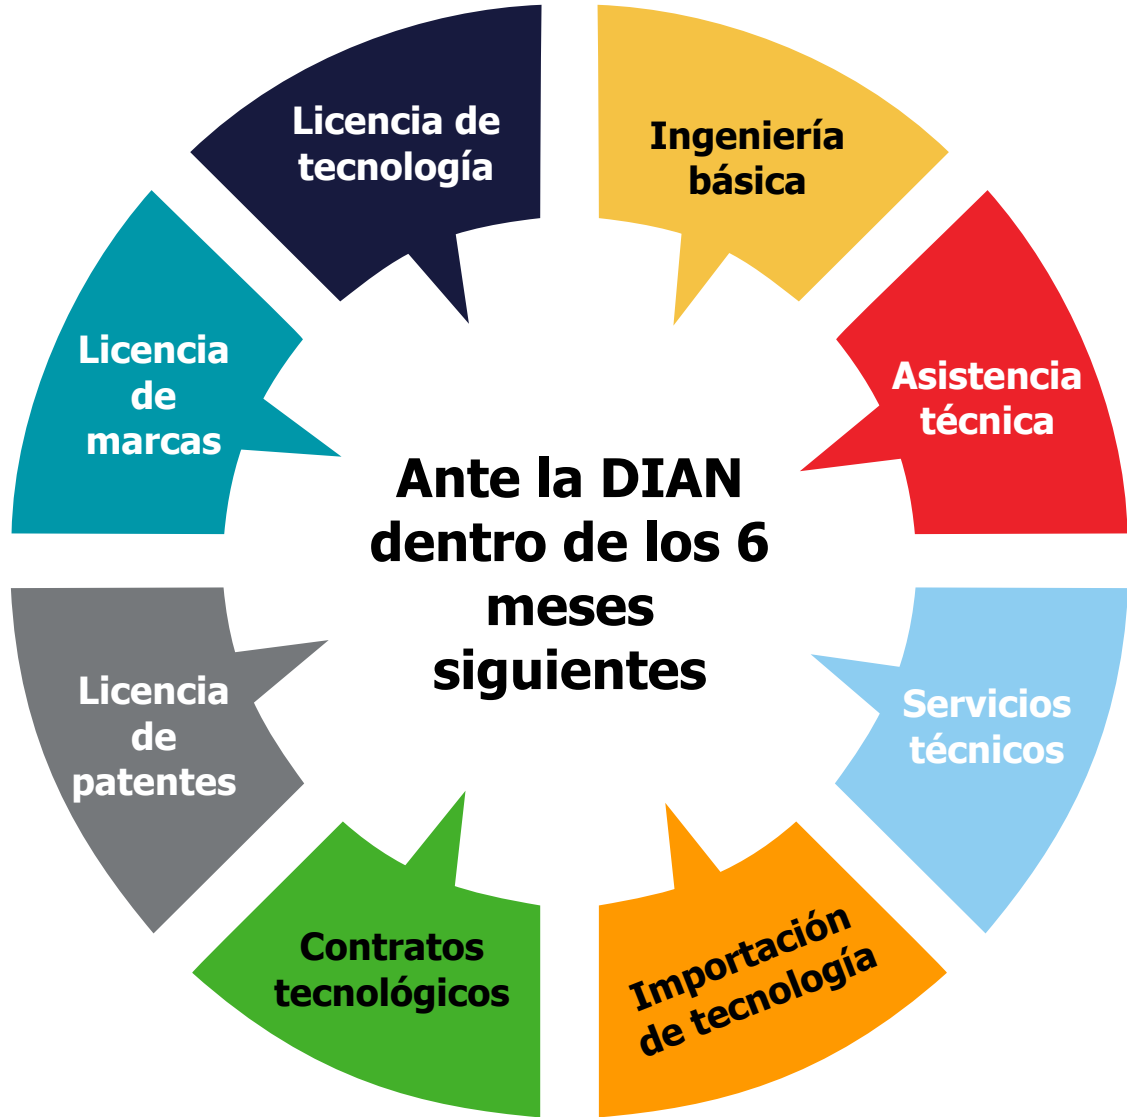 Licencia de
tecnología
Ingeniería
básica
Asistencia
técnica
Servicios
técnicos
Importación
de tecnología
Contratos
tecnológicos
Licencia
de
patentes
Licencia
de
marcas
Ante la DIAN
dentro de los 6
meses
siguientes